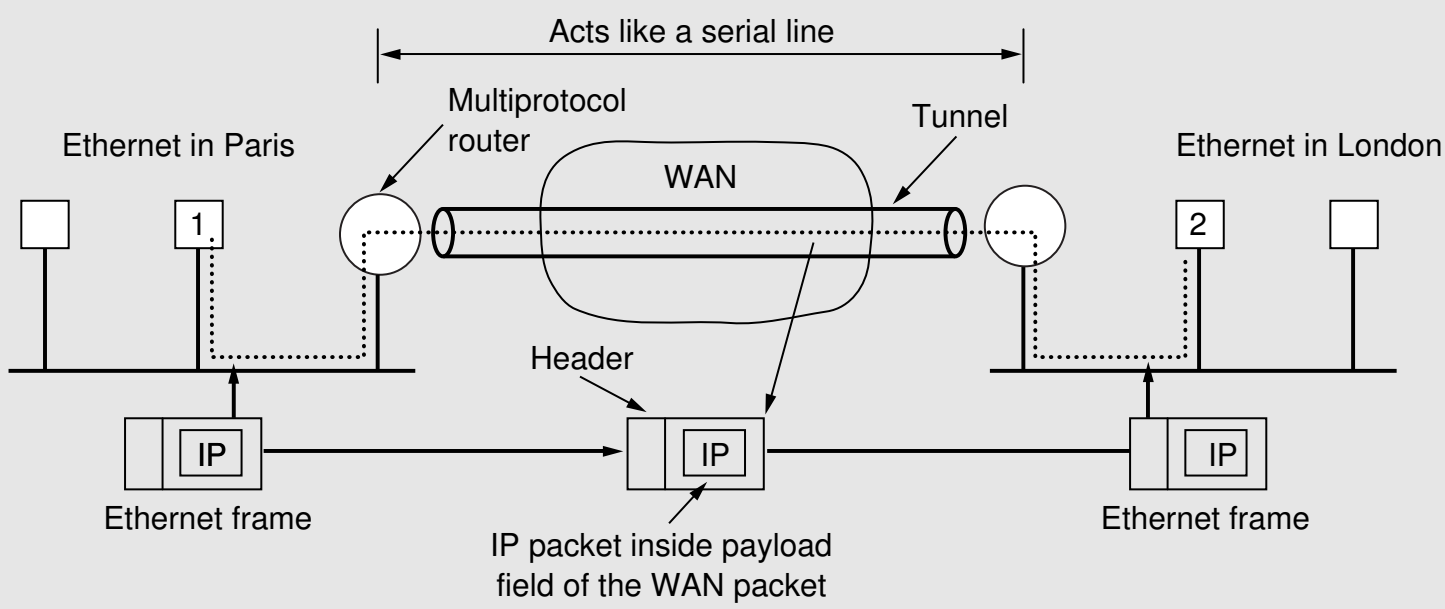 Acts like a serial line
Multiprotocol
router
Tunnel
Ethernet in Paris
Ethernet in London
WAN
1
2
Header
IP
IP
IP
Ethernet frame
Ethernet frame
IP packet inside payload
field of the WAN packet